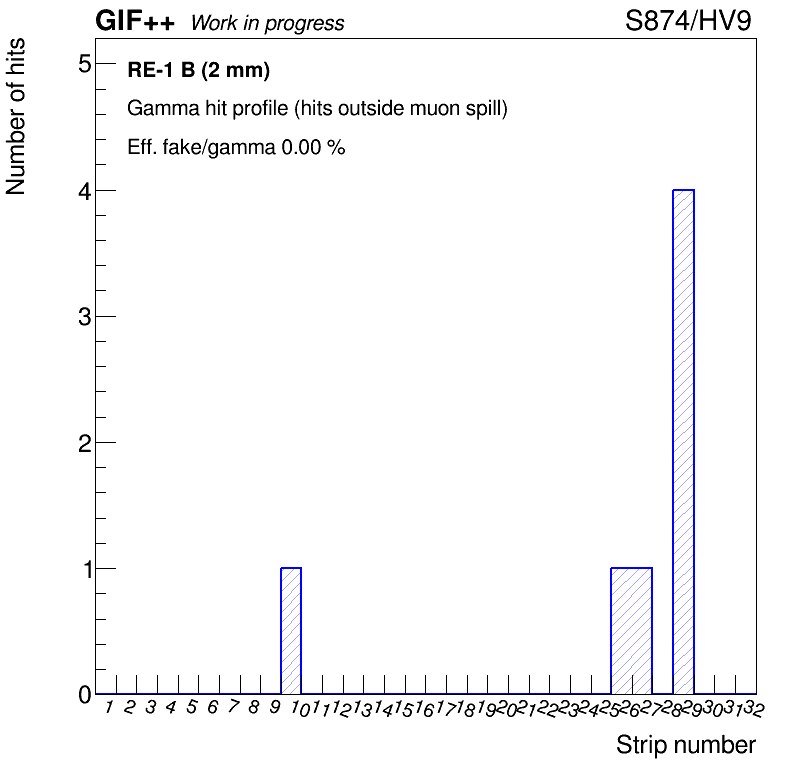 GIF++ Work in progress S874/HV9
Number of hits
RE-1 B (2 mm)
Gamma hit profile (hits outside muon spill)
Eff. fake/gamma 0.00 %
5
4
3
2
1
0
1 2 3 4 5 6 7 8 9 10 11 12 13 14 15 16 17 18 19 20 21 22 23 24 25 26 27 28 29 30 31 32
Strip number